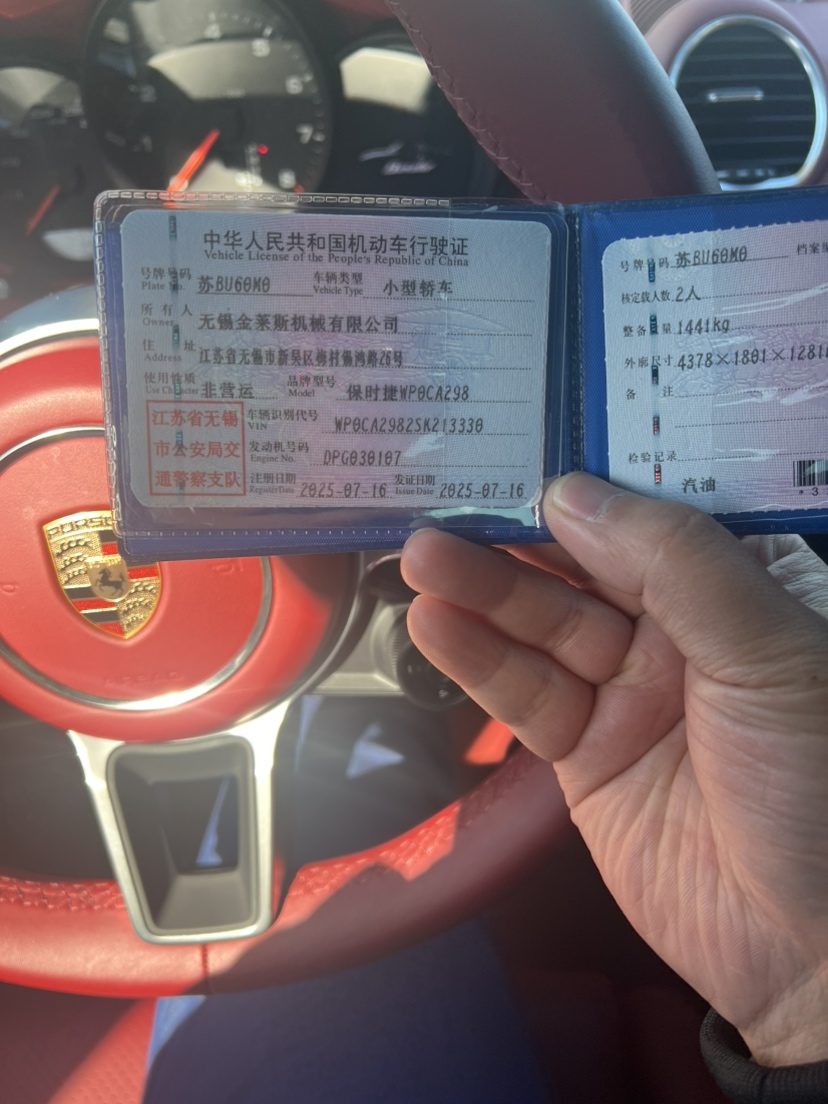 4
5
6
7
8
中华人民共和国机动车行驶证
Vehicle License of the People's Republic of China
号牌号码 苏BU60M0 车辆类型 小型轿车
Plate No. Vehicle Type
所有人 无锡金莱斯机械有限公司
Owner
住址 江苏省无锡市新吴区梅村锡鸿路26号
Address
使用性质 非营运 品牌型号 保时捷WP0CA298
Use Character Model
江苏省无锡
市公安局交
通警察支队
车辆识别代号 WP0CA2982SK213330
VIN
发动机号码 DPG030107
Engine No.
注册日期 2025-07-16 发证日期 2025-07-16
Register Date Issue Date
号牌号码 苏BU60M0 档案编
核定载人数 2人
整备质量 1441kg
外廓尺寸 4378×1801×1281m
备注
检验记录
汽油
*3
PORSC